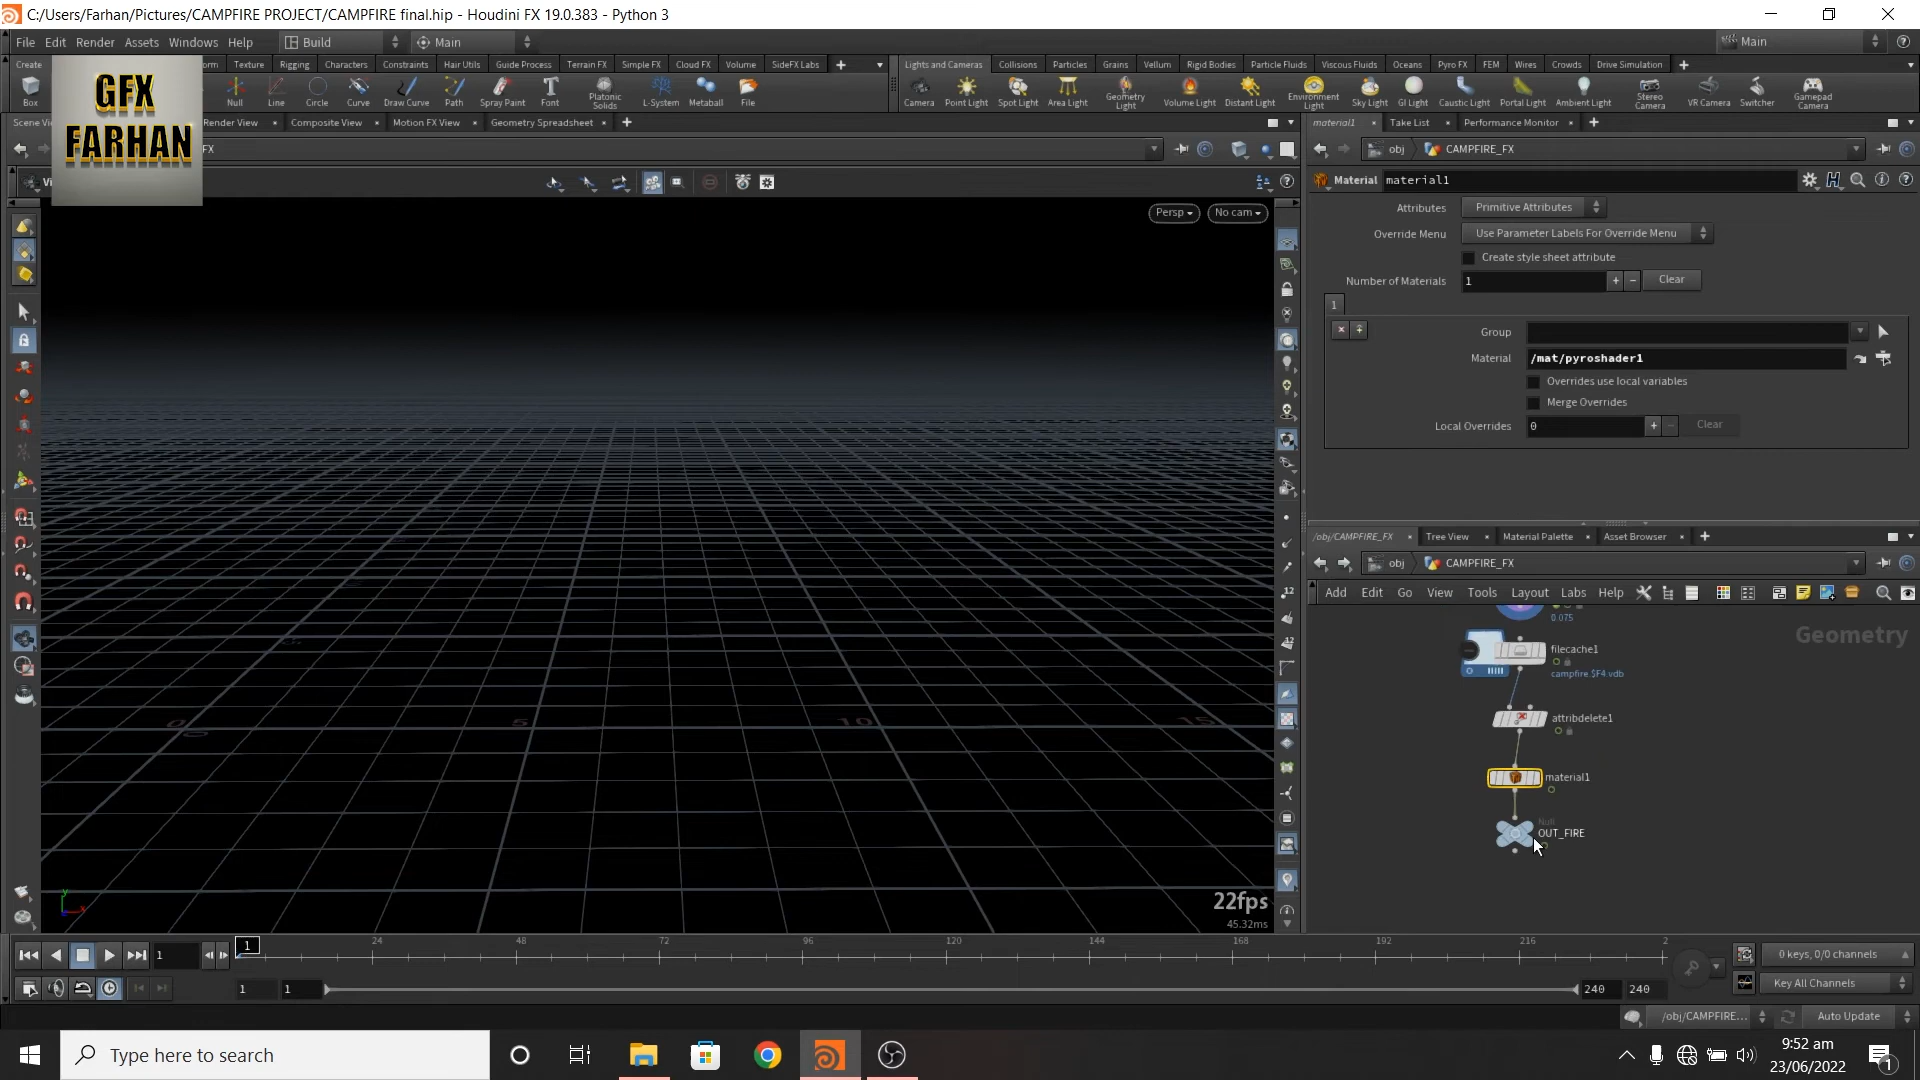 C:/Users/Farhan/Pictures/CAMPFIRE PROJECT/CAMPFIRE final.hip - Houdini FX 19.0.383 - Python 3
File Edit Render Assets Windows Help Build Main Main
Create Texture Rigging Characters Constraints Hair Utils Guide Process Terrain FX Simple FX Cloud FX Volume SideFX Labs
Lights and Cameras Collisions Particles Grains Vellum Rigid Bodies Particle Fluids Viscous Fluids Oceans Pyro FX FEM Wires Crowds Drive Simulation
Box Null Line Circle Curve Draw Curve Path Spray Paint Font Platonic Solids L-System Metaball File
Camera Point Light Spot Light Area Light Geometry Light Volume Light Distant Light Environment Light Sky Light GI Light Caustic Light Portal Light Ambient Light Stereo Camera VR Camera Switcher Gamepad Camera
GFX
FARHAN
Render View Composite View Motion FX View Geometry Spreadsheet
material1 Take List Performance Monitor
FX
obj CAMPFIRE_FX
Material material1
Persp No cam
Attributes Primitive Attributes
Override Menu Use Parameter Labels For Override Menu
Create style sheet attribute
Number of Materials 1 + − Clear
1
Group
Material /mat/pyroshader1
Overrides use local variables
Merge Overrides
Local Overrides 0 + − Clear
/obj/CAMPFIRE_FX Tree View Material Palette Asset Browser
obj CAMPFIRE_FX
Add Edit Go View Tools Layout Labs Help
Geometry
0.075
filecache1
campfire.$F4.vdb
attribdelete1
material1
Null
OUT_FIRE
0 5 10 15
0
22fps
45.32ms
1 1 24 48 72 96 120 144 168 192 216 2
0 keys, 0/0 channels
1 1 240 240
Key All Channels
/obj/CAMPFIRE... Auto Update
Type here to search
9:52 am
23/06/2022
1